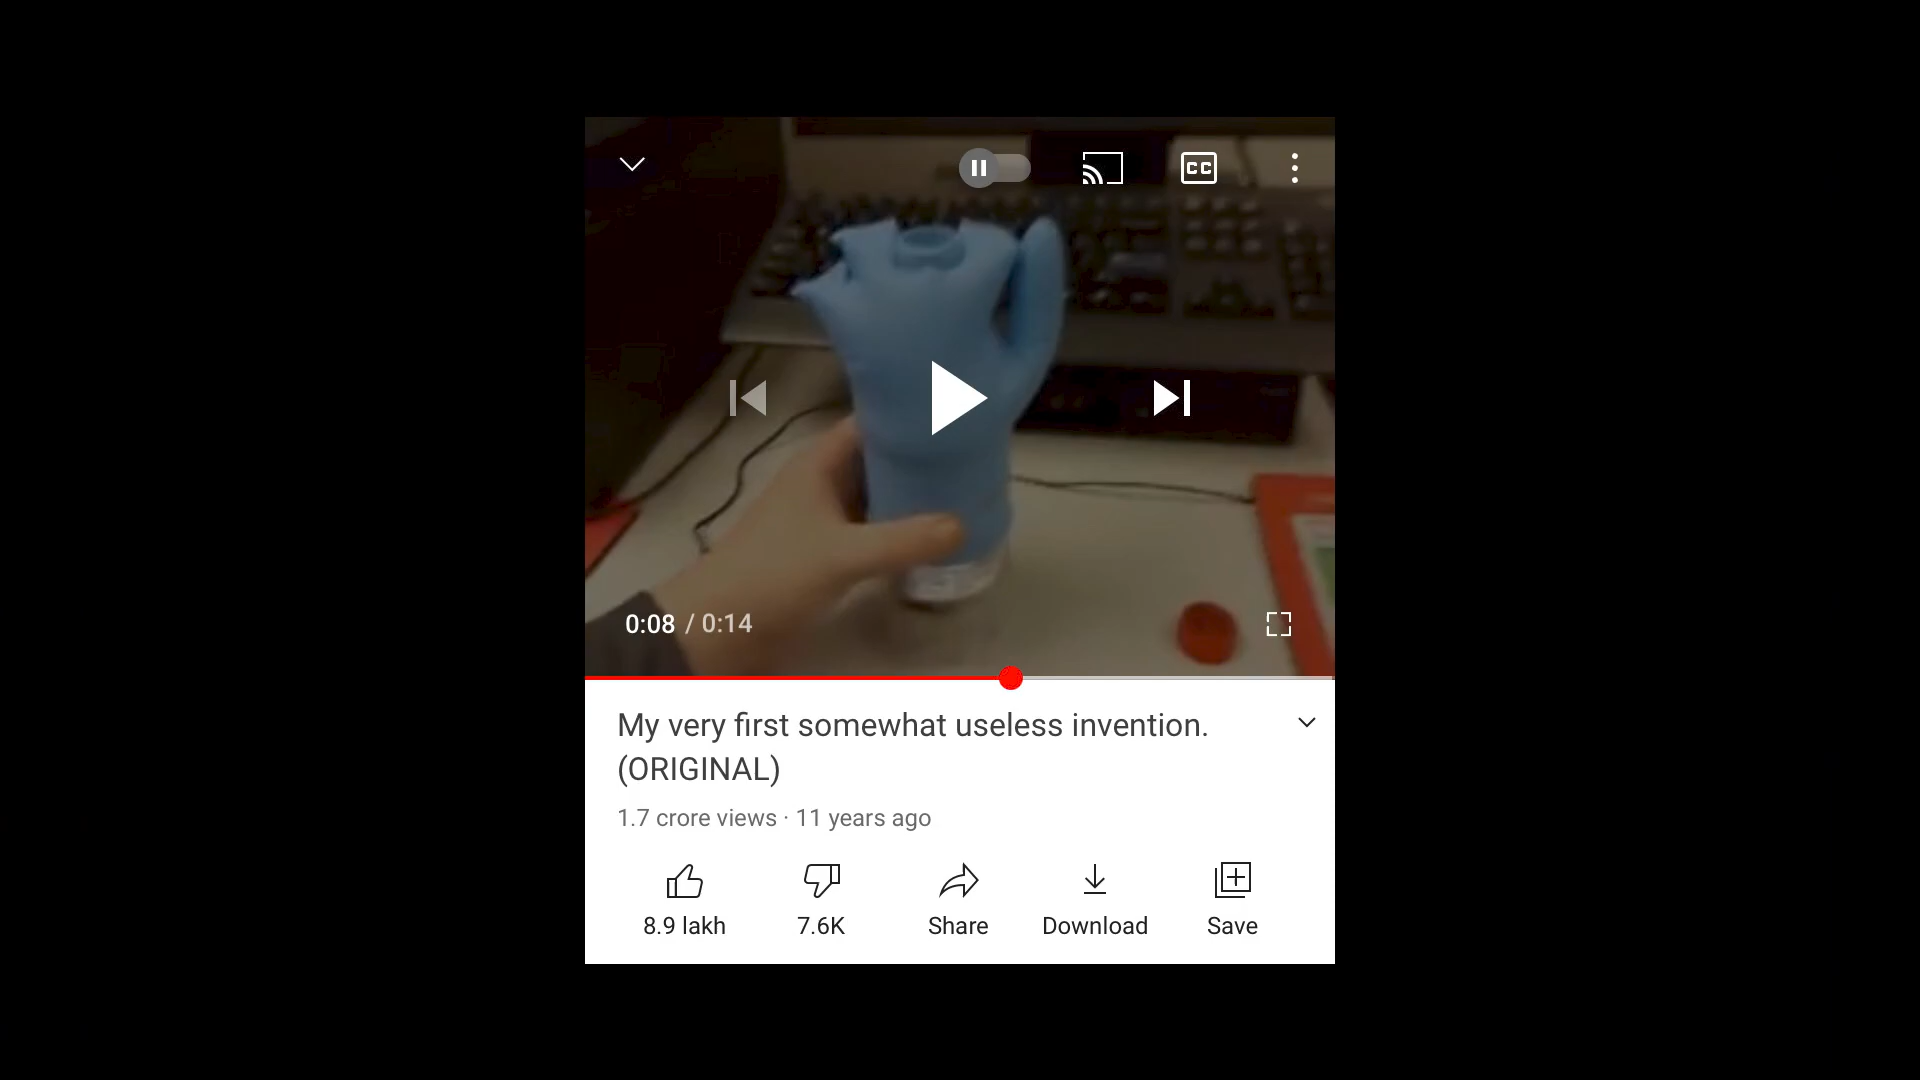 CC
0:08 / 0:14
My very first somewhat useless invention.
(ORIGINAL)
1.7 crore views · 11 years ago
8.9 lakh 7.6K Share Download Save